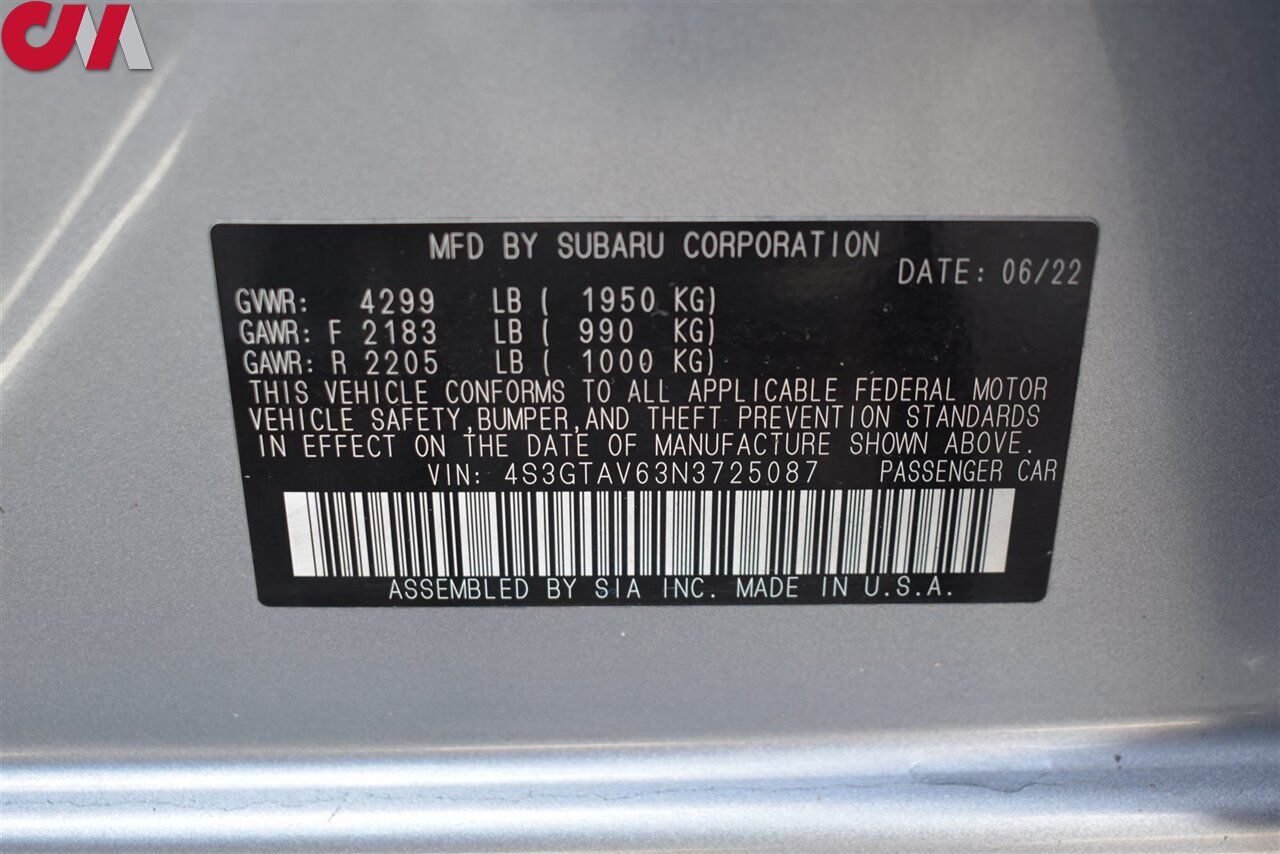 CM
MFD BY SUBARU CORPORATION
DATE: 06/22
GVWR: 4299 LB ( 1950 KG)
GAWR: F 2183 LB ( 990 KG)
GAWR: R 2205 LB ( 1000 KG)
THIS VEHICLE CONFORMS TO ALL APPLICABLE FEDERAL MOTOR
VEHICLE SAFETY,BUMPER,AND THEFT PREVENTION STANDARDS
IN EFFECT ON THE DATE OF MANUFACTURE SHOWN ABOVE.
VIN: 4S3GTAV63N3725087 PASSENGER CAR
ASSEMBLED BY SIA INC. MADE IN U.S.A.